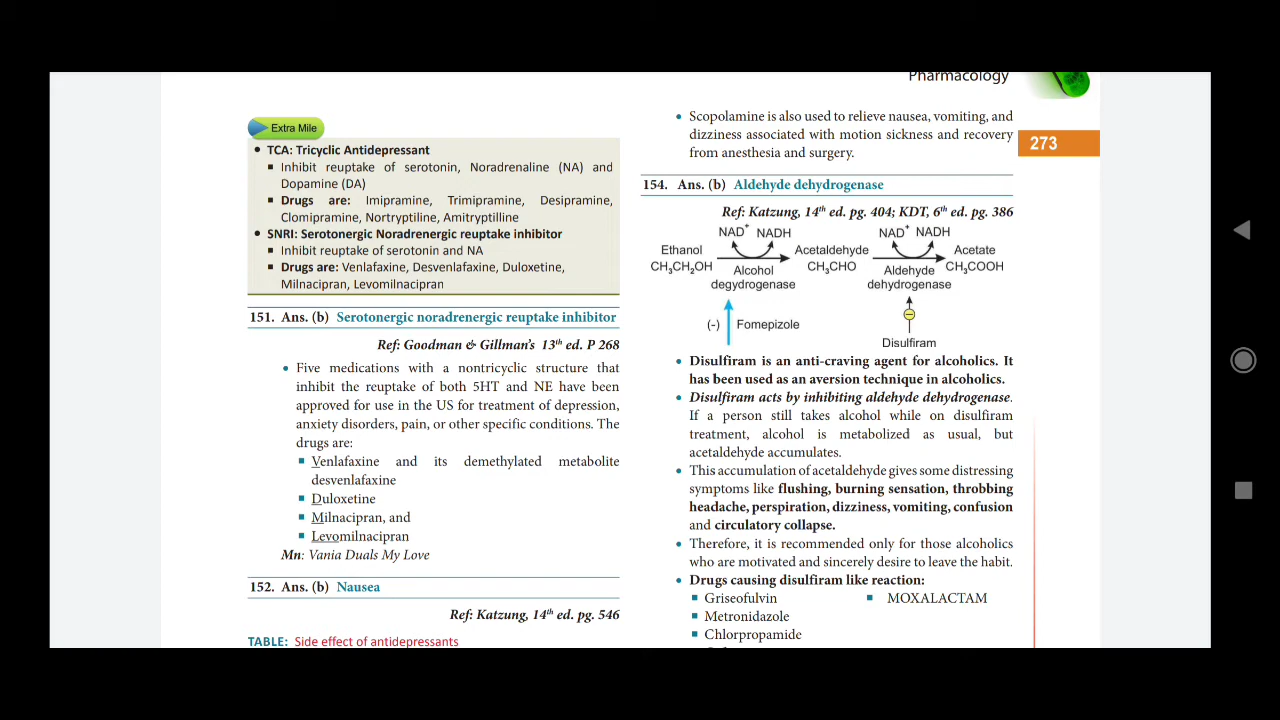 Pharmacology
273
Extra Mile
• TCA: Tricyclic Antidepressant
▪ Inhibit reuptake of serotonin, Noradrenaline (NA) and
Dopamine (DA)
▪ Drugs are: Imipramine, Trimipramine, Desipramine,
Clomipramine, Nortryptiline, Amitryptilline
• SNRI: Serotonergic Noradrenergic reuptake inhibitor
▪ Inhibit reuptake of serotonin and NA
▪ Drugs are: Venlafaxine, Desvenlafaxine, Duloxetine,
Milnacipran, Levomilnacipran
151. Ans. (b) Serotonergic noradrenergic reuptake inhibitor
Ref: Goodman & Gillman's 13th ed. P 268
• Five medications with a nontricyclic structure that
inhibit the reuptake of both 5HT and NE have been
approved for use in the US for treatment of depression,
anxiety disorders, pain, or other specific conditions. The
drugs are:
▪ Venlafaxine and its demethylated metabolite
desvenlafaxine
▪ Duloxetine
▪ Milnacipran, and
▪ Levomilnacipran
Mn: Vania Duals My Love
152. Ans. (b) Nausea
Ref: Katzung, 14th ed. pg. 546
TABLE: Side effect of antidepressants
• Scopolamine is also used to relieve nausea, vomiting, and
dizziness associated with motion sickness and recovery
from anesthesia and surgery.
154. Ans. (b) Aldehyde dehydrogenase
Ref: Katzung, 14th ed. pg. 404; KDT, 6th ed. pg. 386
NAD+ NADH NAD+ NADH
Ethanol Acetaldehyde Acetate
CH3CH2OH CH3CHO CH3COOH
Alcohol Aldehyde
degydrogenase dehydrogenase
(-) Fomepizole
Disulfiram
• Disulfiram is an anti-craving agent for alcoholics. It
has been used as an aversion technique in alcoholics.
• Disulfiram acts by inhibiting aldehyde dehydrogenase.
If a person still takes alcohol while on disulfiram
treatment, alcohol is metabolized as usual, but
acetaldehyde accumulates.
• This accumulation of acetaldehyde gives some distressing
symptoms like flushing, burning sensation, throbbing
headache, perspiration, dizziness, vomiting, confusion
and circulatory collapse.
• Therefore, it is recommended only for those alcoholics
who are motivated and sincerely desire to leave the habit.
• Drugs causing disulfiram like reaction:
▪ Griseofulvin ▪ MOXALACTAM
▪ Metronidazole
▪ Chlorpropamide